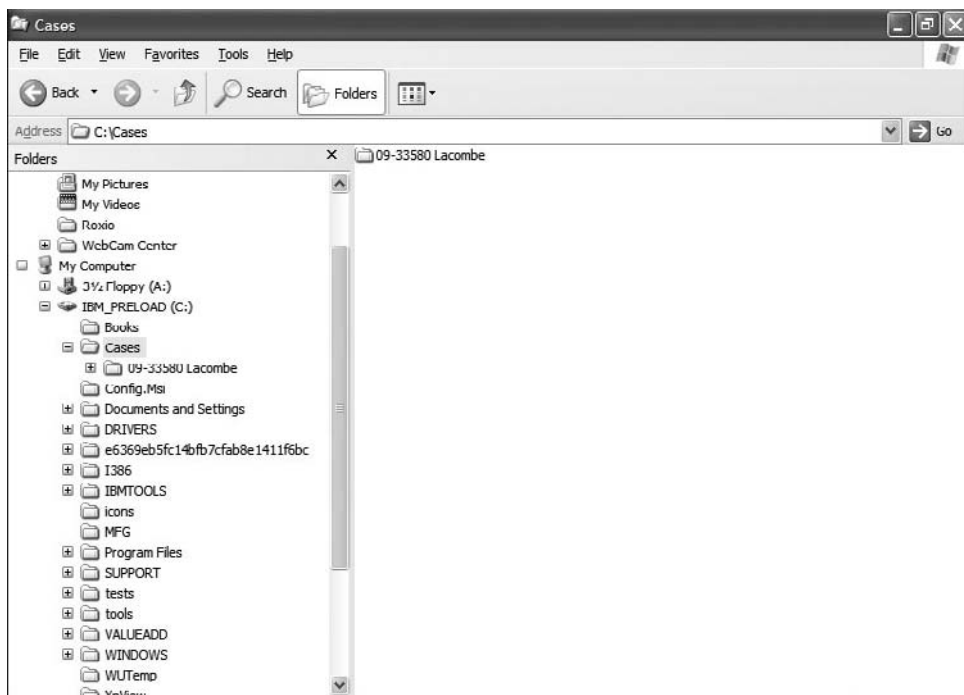 Cases
File Edit View Favorites Tools Help
Back Search Folders
Address C:\Cases Go
Folders X
09-33580 Lacombe
My Pictures
My Videos
Roxio
WebCam Center
My Computer
3½ Floppy (A:)
IBM_PRELOAD (C:)
Books
Cases
09-33580 Lacombe
Config.Msi
Documents and Settings
DRIVERS
e6369eb5fc14bfb7cfab8e1411f6bc
I386
IBMTOOLS
icons
MFG
Program Files
SUPPORT
tests
tools
VALUEADD
WINDOWS
WUTemp